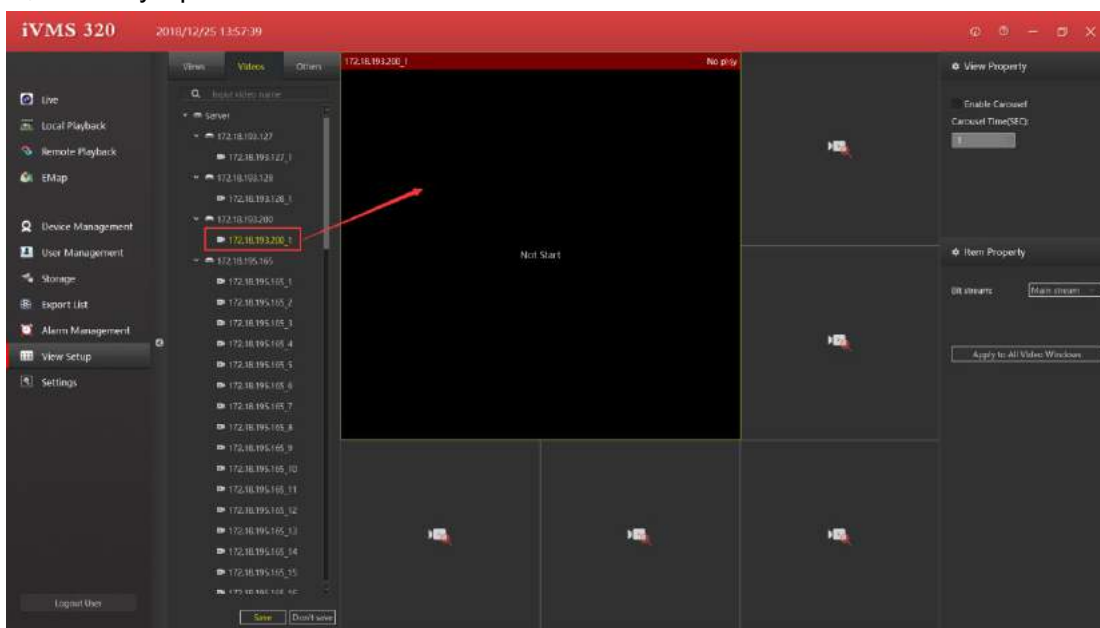 iVMS 320
2018/12/25 13:57:39
Views Videos Others
Input video name
Live
Local Playback
Remote Playback
EMap
Device Management
User Management
Storage
Export List
Alarm Management
View Setup
Settings
Logout User
Server
172.18.193.127
172.18.193.127_1
172.18.193.128
172.18.193.128_1
172.18.193.200
172.18.193.200_1
172.18.195.165
172.18.195.165_1
172.18.195.165_2
172.18.195.165_3
172.18.195.165_4
172.18.195.165_5
172.18.195.165_6
172.18.195.165_7
172.18.195.165_8
172.18.195.165_9
172.18.195.165_10
172.18.195.165_11
172.18.195.165_12
172.18.195.165_13
172.18.195.165_14
172.18.195.165_15
Save Don't save
172.18.193.200_1 No play
Not Start
View Property
Enable Carousel
Carousel Time(SEC):
1
Item Property
Bit stream: Main stream
Apply to All Video Windows